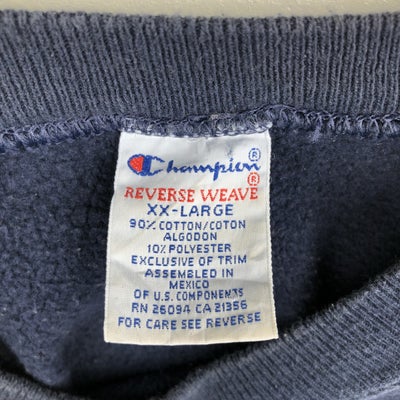 Champion®
REVERSE WEAVE®
XX-LARGE
90% COTTON/COTON
ALGODON
10% POLYESTER
EXCLUSIVE OF TRIM
ASSEMBLED IN
MEXICO
OF U.S. COMPONENTS
RN 26094 CA 21356
FOR CARE SEE REVERSE